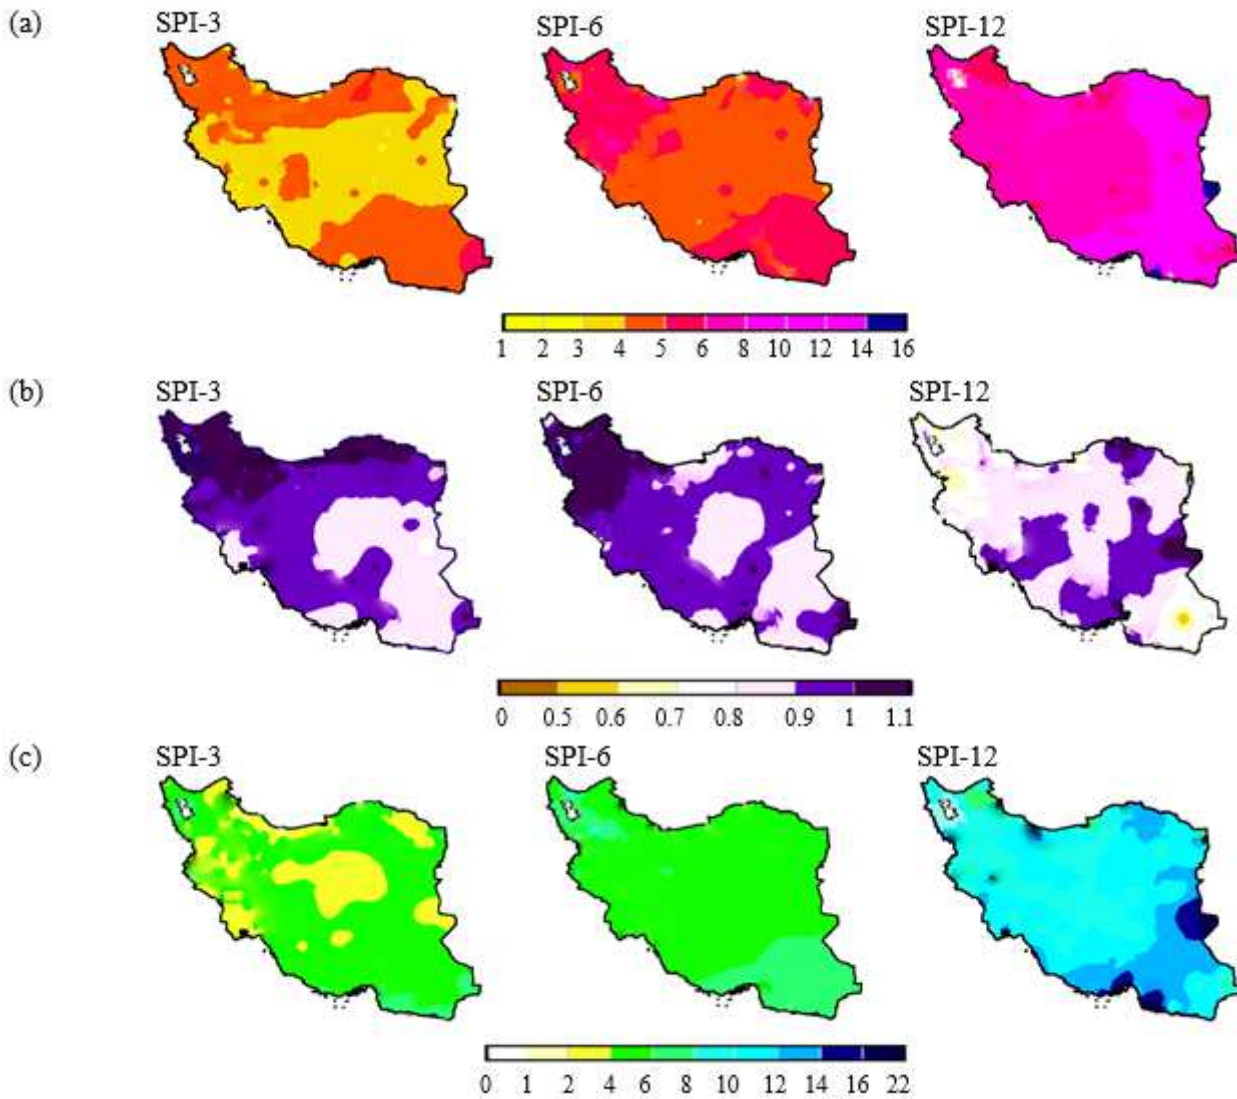 (a)
SPI-3 SPI-6 SPI-12
1 2 3 4 5 6 8 10 12 14 16
(b)
SPI-3 SPI-6 SPI-12
0 0.5 0.6 0.7 0.8 0.9 1 1.1
(c)
SPI-3 SPI-6 SPI-12
0 1 2 4 6 8 10 12 14 16 22